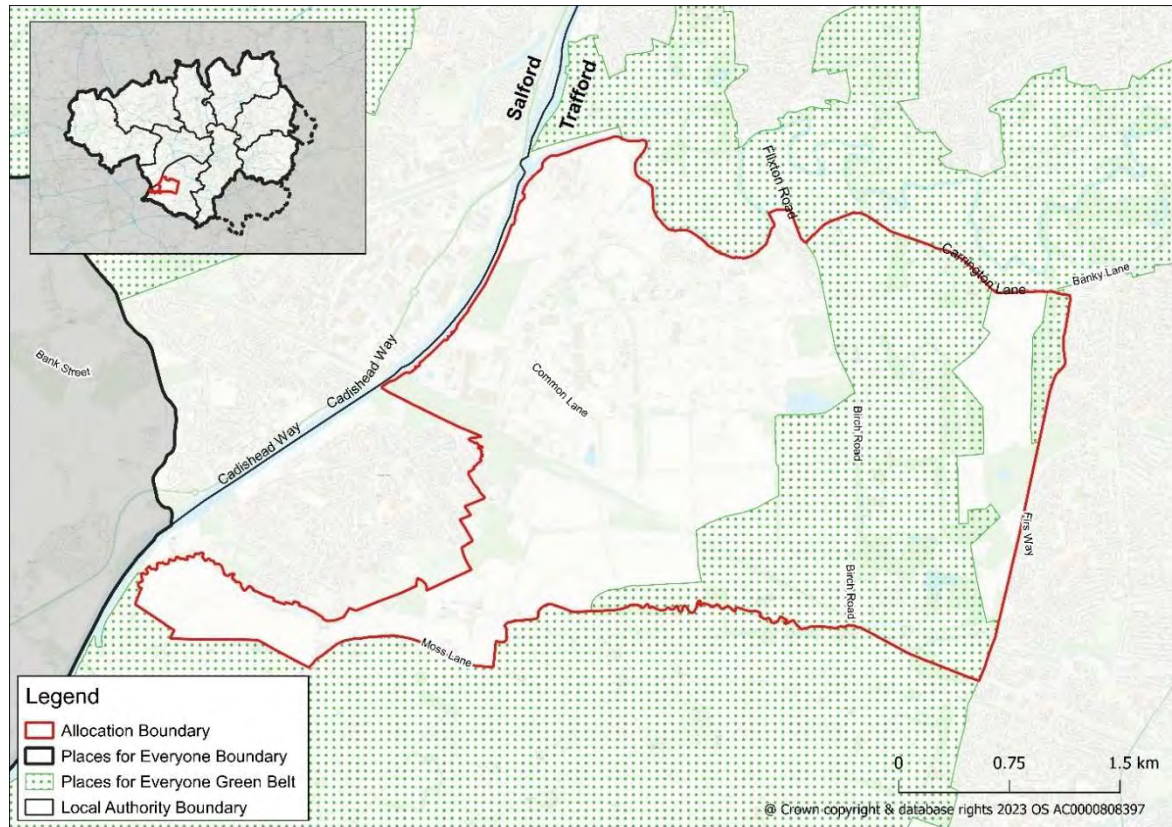 Salford
Trafford
Flixton Road
Carrington Lane
Banky Lane
Bank Street
Cadishead Way
Common Lane
Cadishead Way
Birch Road
Firs Way
Birch Road
Moss Lane
Legend
Allocation Boundary
Places for Everyone Boundary
Places for Everyone Green Belt
Local Authority Boundary
0 0.75 1.5 km
@ Crown copyright & database rights 2023 OS AC0000808397